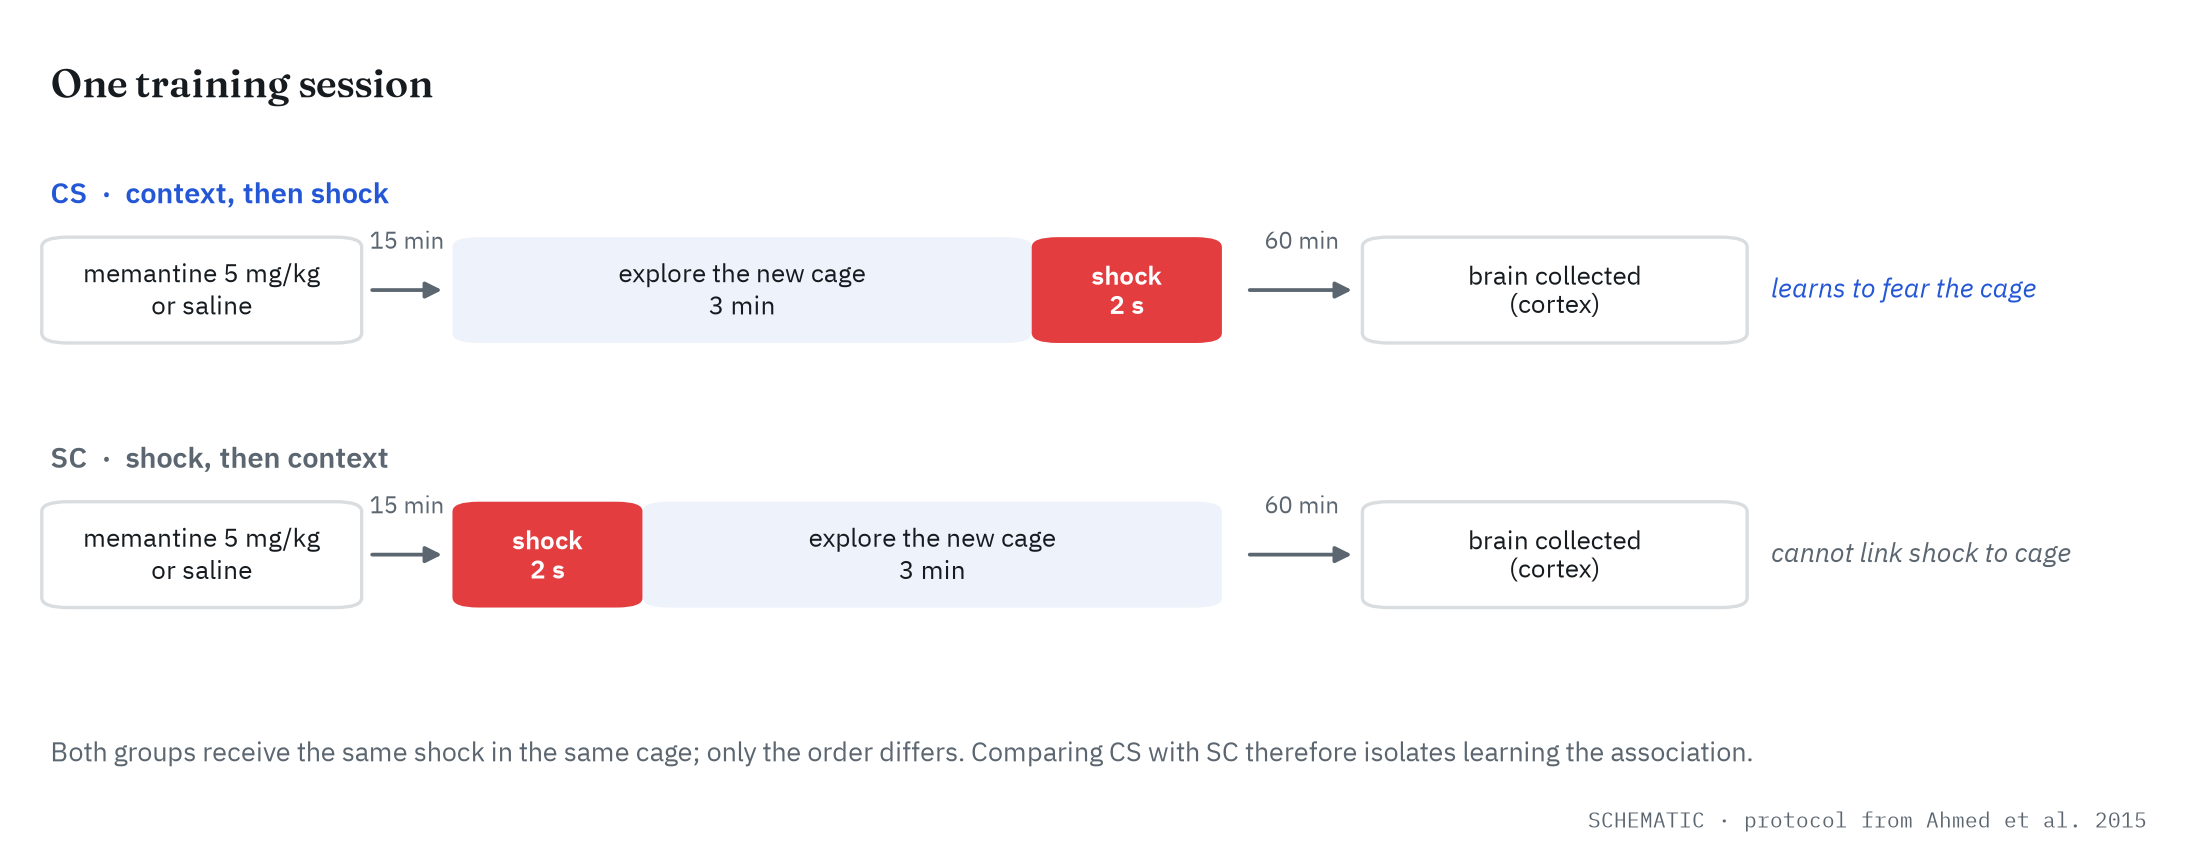 One training session
CS · context, then shock
memantine 5 mg/kg
or saline
15 min
explore the new cage
3 min
shock
2 s
60 min
brain collected
(cortex)
learns to fear the cage
SC · shock, then context
memantine 5 mg/kg
or saline
15 min
shock
2 s
explore the new cage
3 min
60 min
brain collected
(cortex)
cannot link shock to cage
Both groups receive the same shock in the same cage; only the order differs. Comparing CS with SC therefore isolates learning the association.
SCHEMATIC · protocol from Ahmed et al. 2015